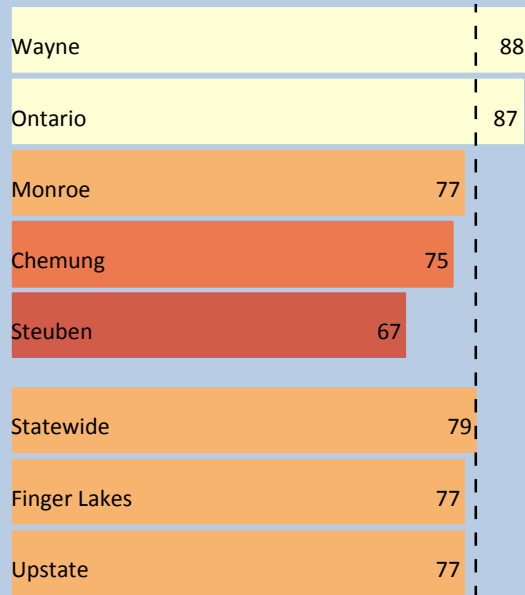 Wayne 88
Ontario 87
Monroe 77
Chemung 75
Steuben 67
Statewide 79
Finger Lakes 77
Upstate 77